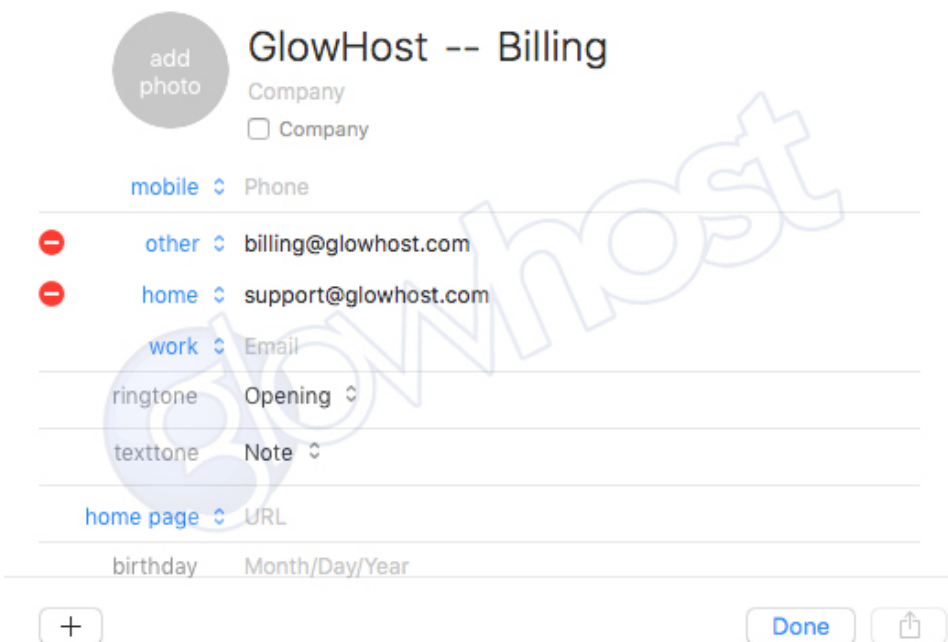 add
photo
GlowHost -- Billing
Company
Company
mobile Phone
other billing@glowhost.com
home support@glowhost.com
work Email
ringtone Opening
texttone Note
home page URL
birthday Month/Day/Year
+ Done
glowhost